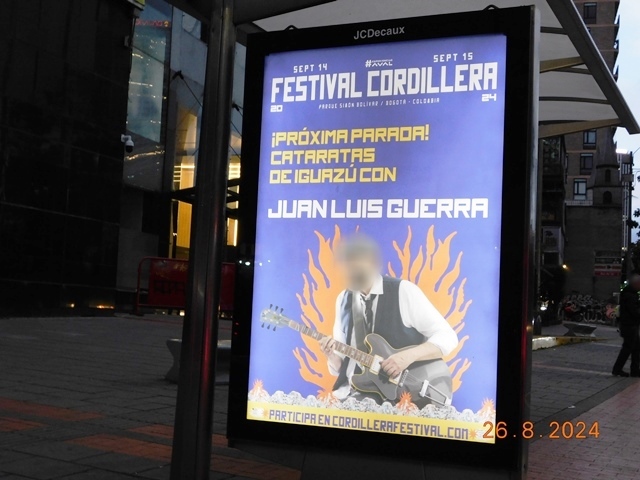 JCDecaux
SEPT 14
#AVAL
SEPT 15
FESTIVAL CORDILLERA
20
PARQUE SIMÓN BOLÍVAR / BOGOTÁ - COLOMBIA
24
¡PRÓXIMA PARADA!
CATARATAS
DE IGUAZÚ CON
JUAN LUIS GUERRA
PARTICIPA EN CORDILLERAFESTIVAL.COM
26.8.2024